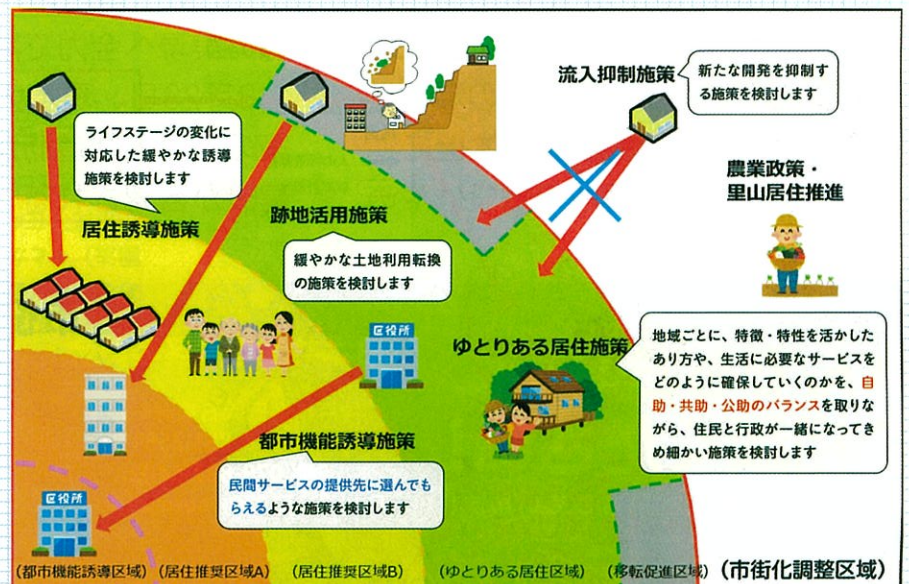 流入抑制施策
新たな開発を抑制す
る施策を検討します
ライフステージの変化に
対応した緩やかな誘導
施策を検討します
居住誘導施策
跡地活用施策
緩やかな土地利用転換
の施策を検討します
農業政策・
里山居住推進
区役所
ゆとりある居住施策
地域ごとに、特徴・特性を活かした
あり方や、生活に必要なサービスを
どのように確保していくのかを、自
助・共助・公助のバランスを取りな
がら、住民と行政が一緒になってき
め細かい施策を検討します
都市機能誘導施策
民間サービスの提供先に選んでも
らえるような施策を検討します
区役所
(都市機能誘導区域) (居住推奨区域A) (居住推奨区域B) (ゆとりある居住区域) (移転促進区域) (市街化調整区域)